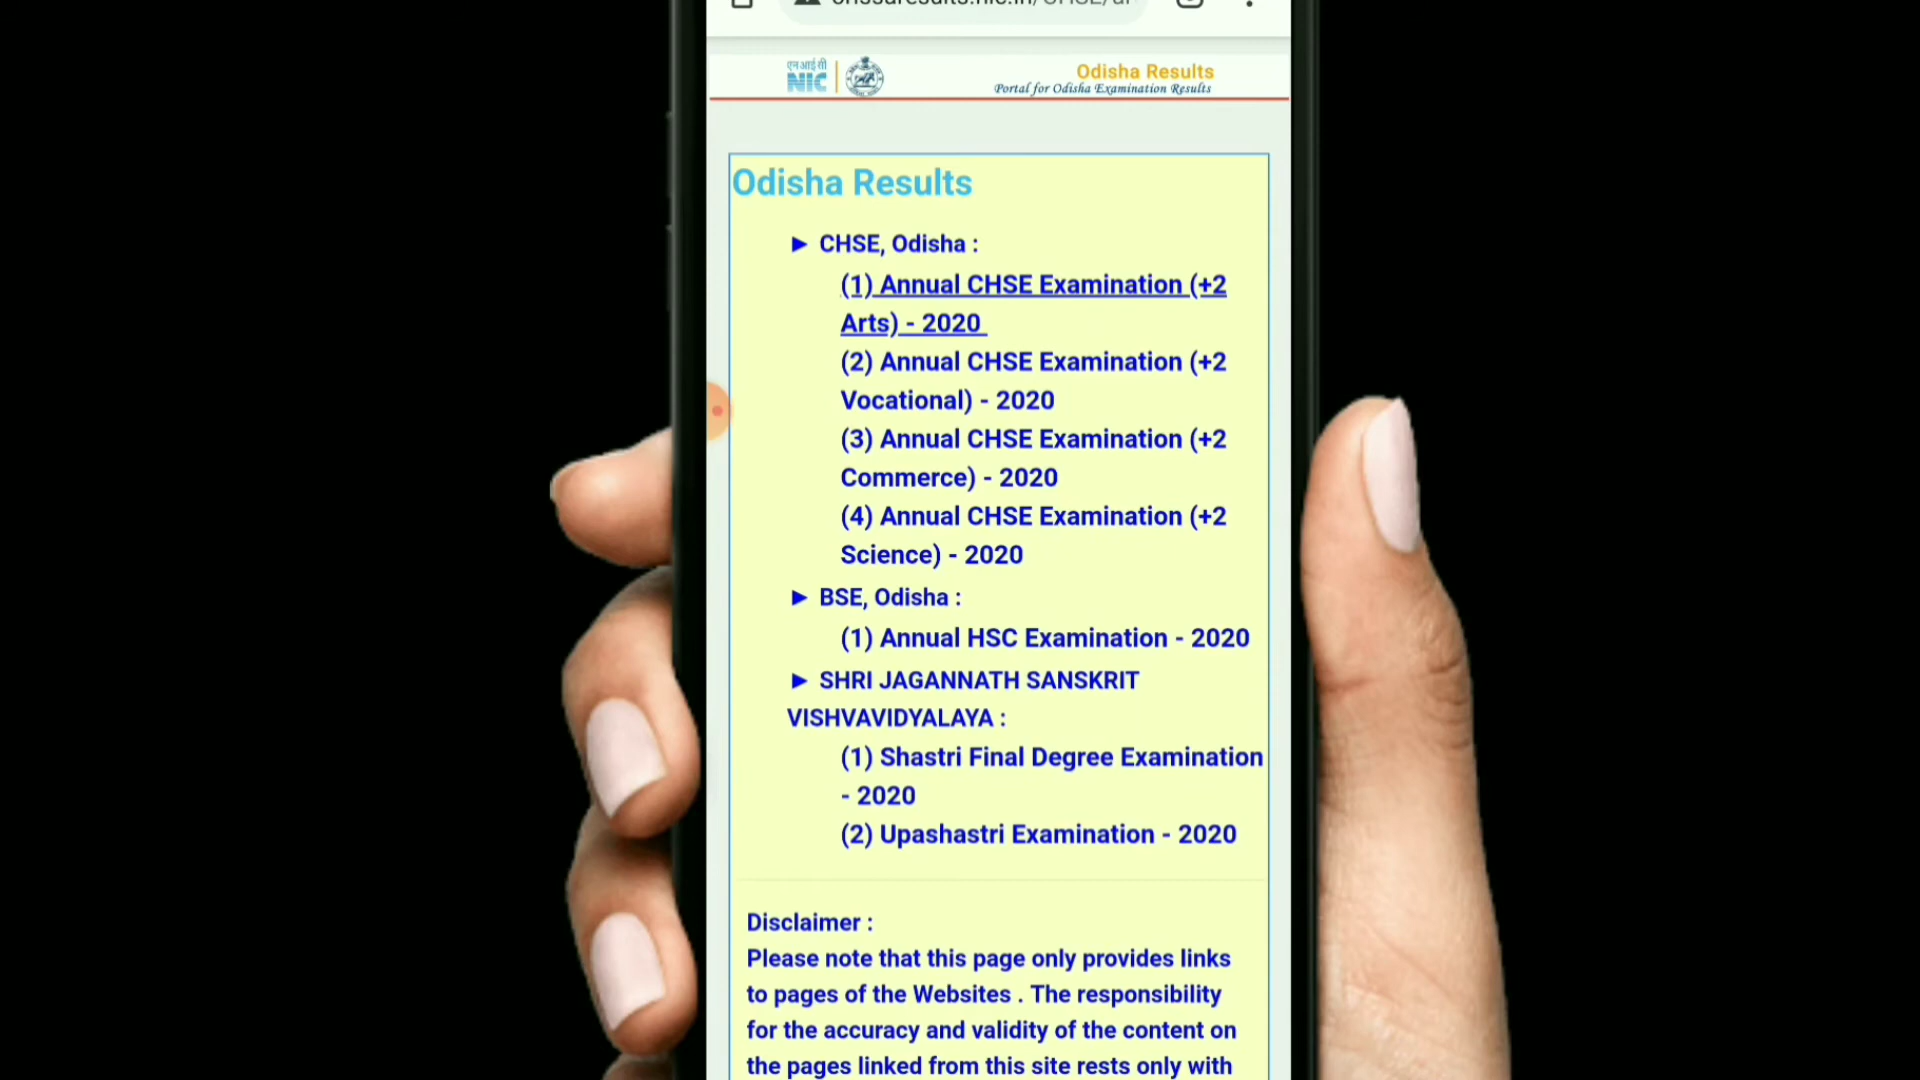 एनआईसी
NIC
Odisha Results
Portal for Odisha Examination Results
Odisha Results
► CHSE, Odisha :
(1) Annual CHSE Examination (+2
Arts) - 2020
(2) Annual CHSE Examination (+2
Vocational) - 2020
(3) Annual CHSE Examination (+2
Commerce) - 2020
(4) Annual CHSE Examination (+2
Science) - 2020
► BSE, Odisha :
(1) Annual HSC Examination - 2020
► SHRI JAGANNATH SANSKRIT
VISHVAVIDYALAYA :
(1) Shastri Final Degree Examination
- 2020
(2) Upashastri Examination - 2020
Disclaimer :
Please note that this page only provides links
to pages of the Websites . The responsibility
for the accuracy and validity of the content on
the pages linked from this site rests only with